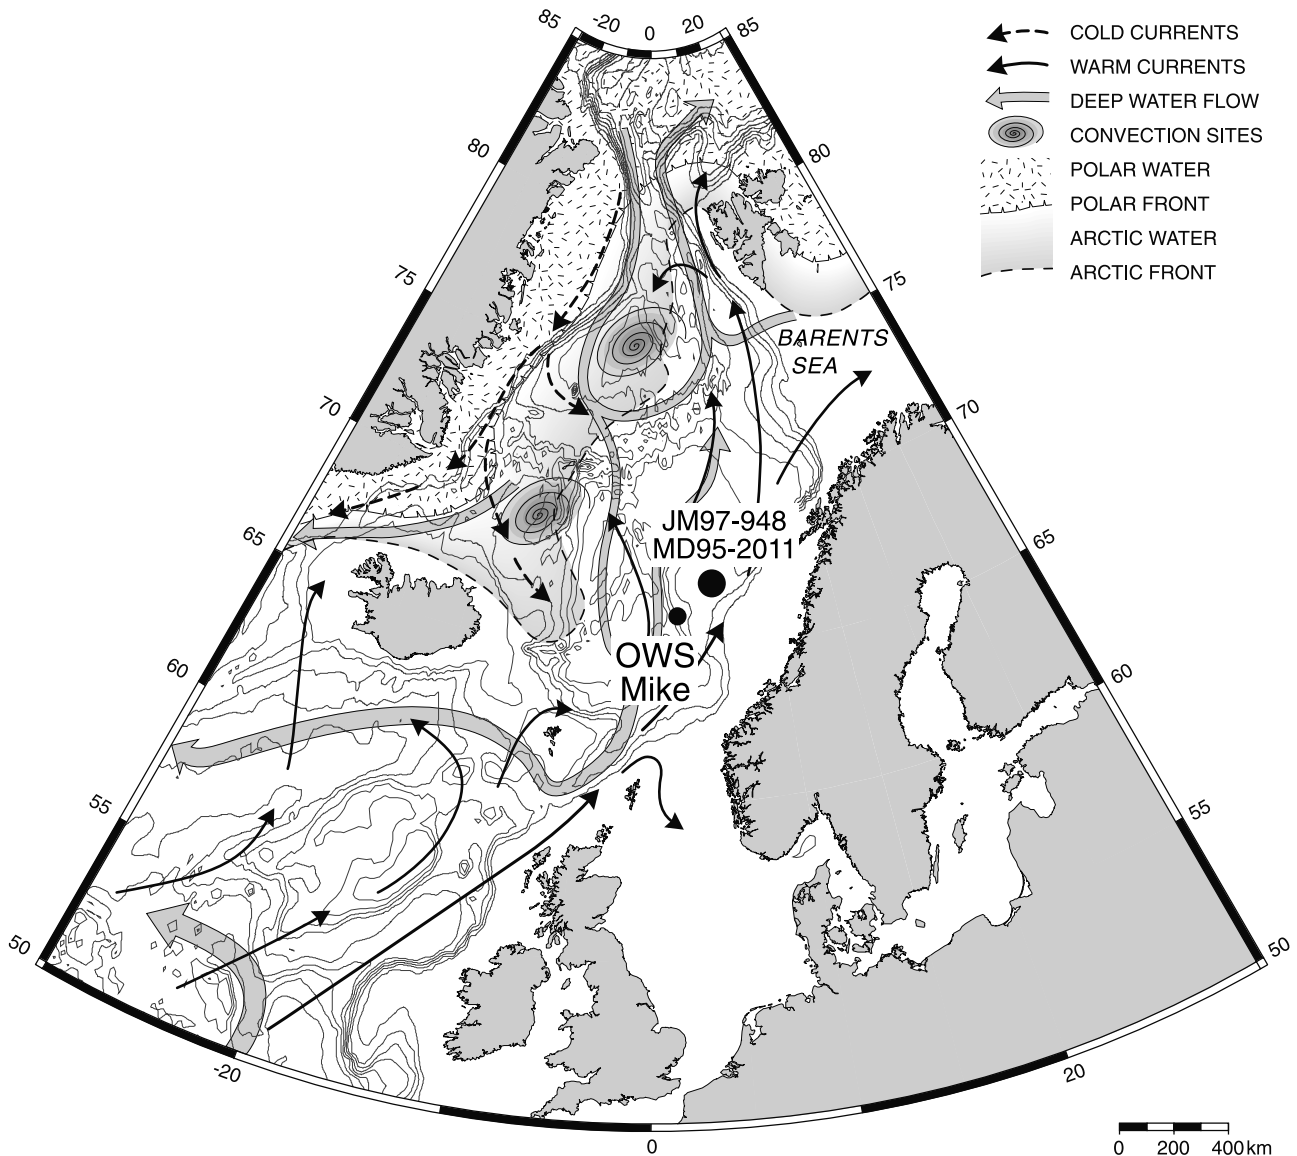 85
-20
0
20
85
COLD CURRENTS
WARM CURRENTS
DEEP WATER FLOW
CONVECTION SITES
POLAR WATER
POLAR FRONT
ARCTIC WATER
ARCTIC FRONT
80
80
75
75
BARENTS
SEA
70
70
JM97-948
MD95-2011
65
65
OWS
Mike
60
60
55
55
50
50
-20
20
0
0 200 400 km